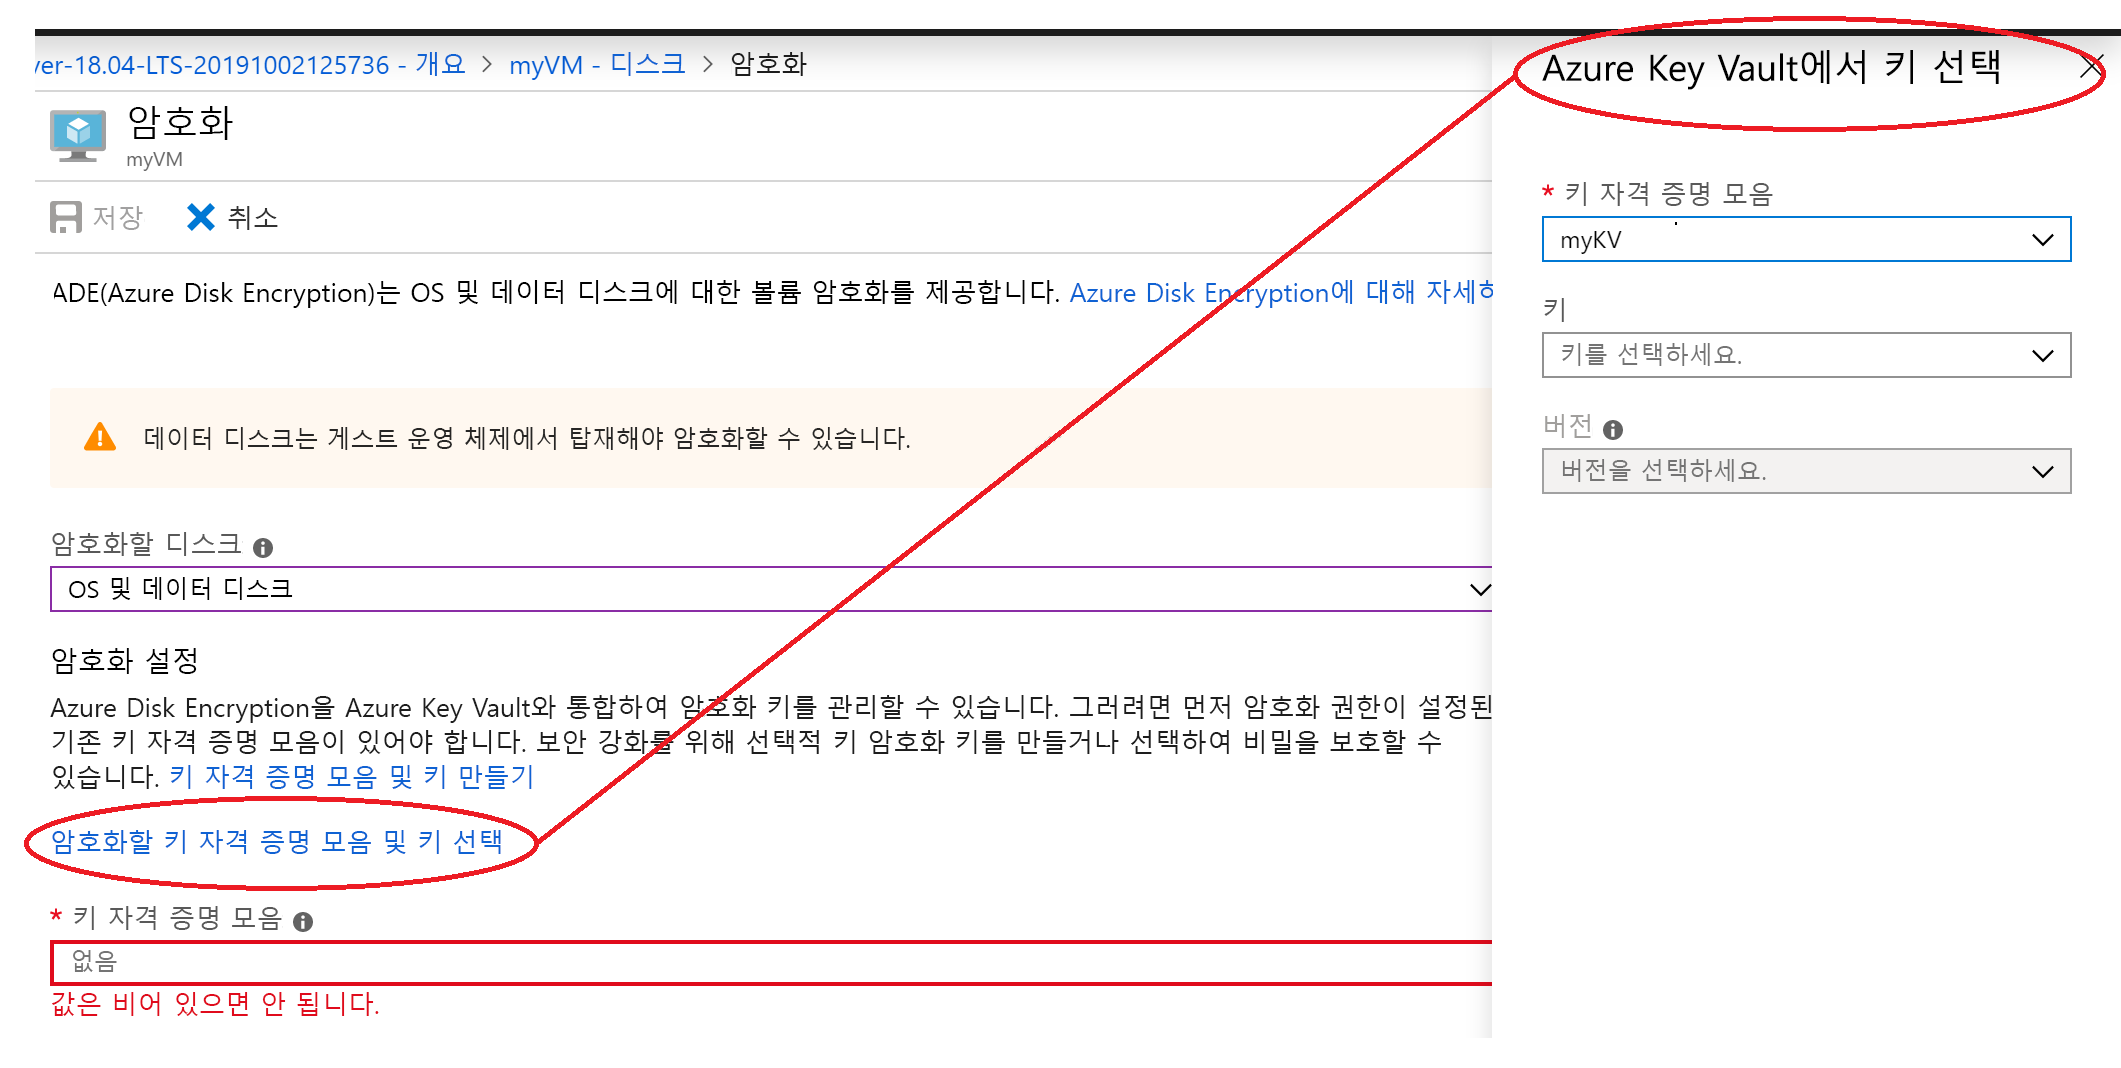 ver-18.04-LTS-20191002125736 - 개요 > myVM - 디스크 > 암호화
암호화
myVM
저장 취소
ADE(Azure Disk Encryption)는 OS 및 데이터 디스크에 대한 볼륨 암호화를 제공합니다. Azure Disk Encryption에 대해 자세히
데이터 디스크는 게스트 운영 체제에서 탑재해야 암호화할 수 있습니다.
암호화할 디스크
OS 및 데이터 디스크
암호화 설정
Azure Disk Encryption을 Azure Key Vault와 통합하여 암호화 키를 관리할 수 있습니다. 그러려면 먼저 암호화 권한이 설정된
기존 키 자격 증명 모음이 있어야 합니다. 보안 강화를 위해 선택적 키 암호화 키를 만들거나 선택하여 비밀을 보호할 수
있습니다. 키 자격 증명 모음 및 키 만들기
암호화할 키 자격 증명 모음 및 키 선택
* 키 자격 증명 모음
없음
값은 비어 있으면 안 됩니다.
Azure Key Vault에서 키 선택
* 키 자격 증명 모음
myKV
키
키를 선택하세요.
버전
버전을 선택하세요.